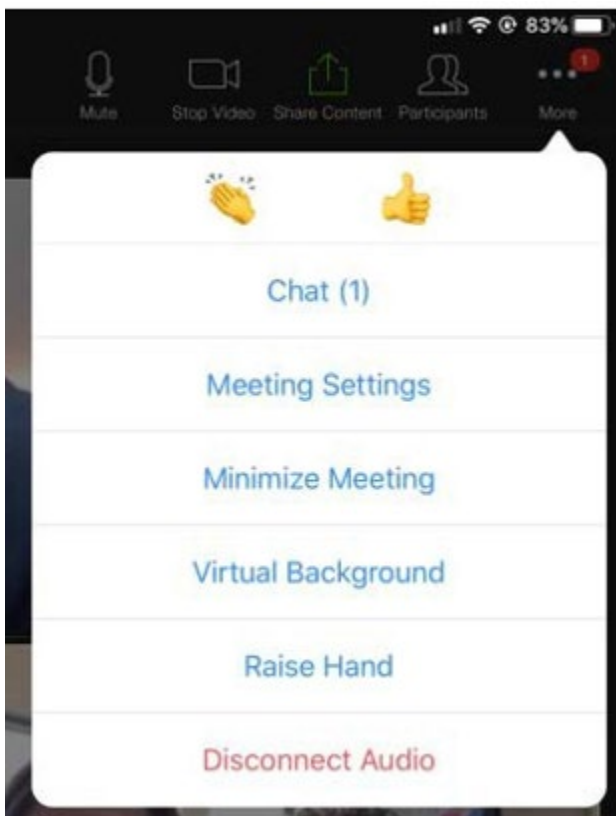 83%
1
Mute Stop Video Share Content Participants More
Chat (1)
Meeting Settings
Minimize Meeting
Virtual Background
Raise Hand
Disconnect Audio